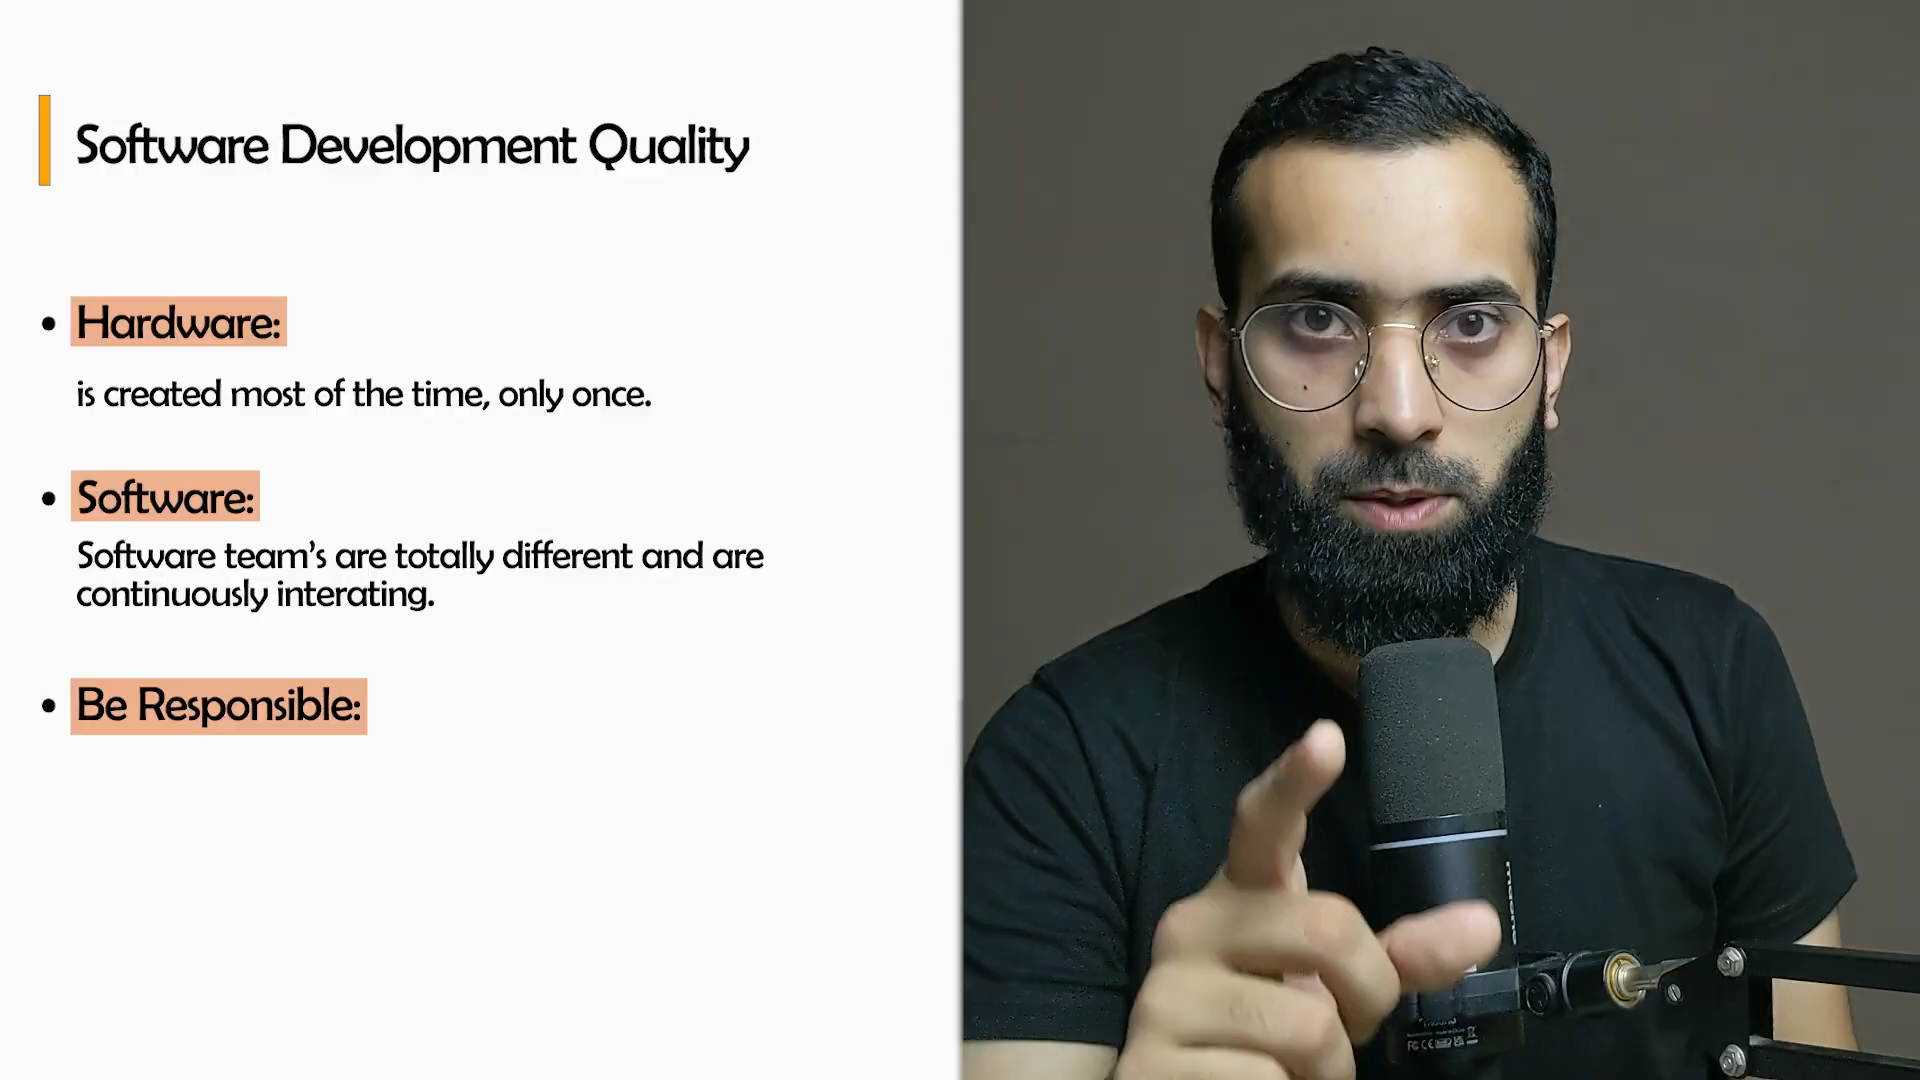 Software Development Quality
• Hardware:
is created most of the time, only once.
• Software:
Software team’s are totally different and are
continuously interating.
• Be Responsible:
maono